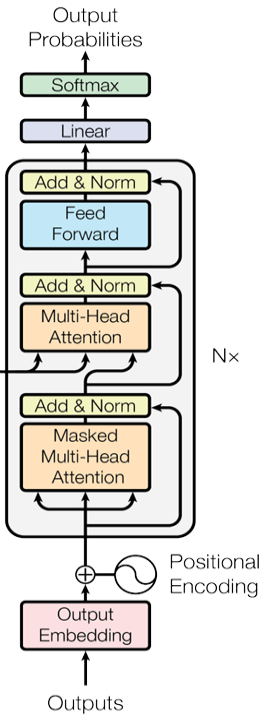 Output
Probabilities
Softmax
Linear
Add & Norm
Feed
Forward
Add & Norm
Multi-Head
Attention
N×
Add & Norm
Masked
Multi-Head
Attention
Positional
Encoding
Output
Embedding
Outputs